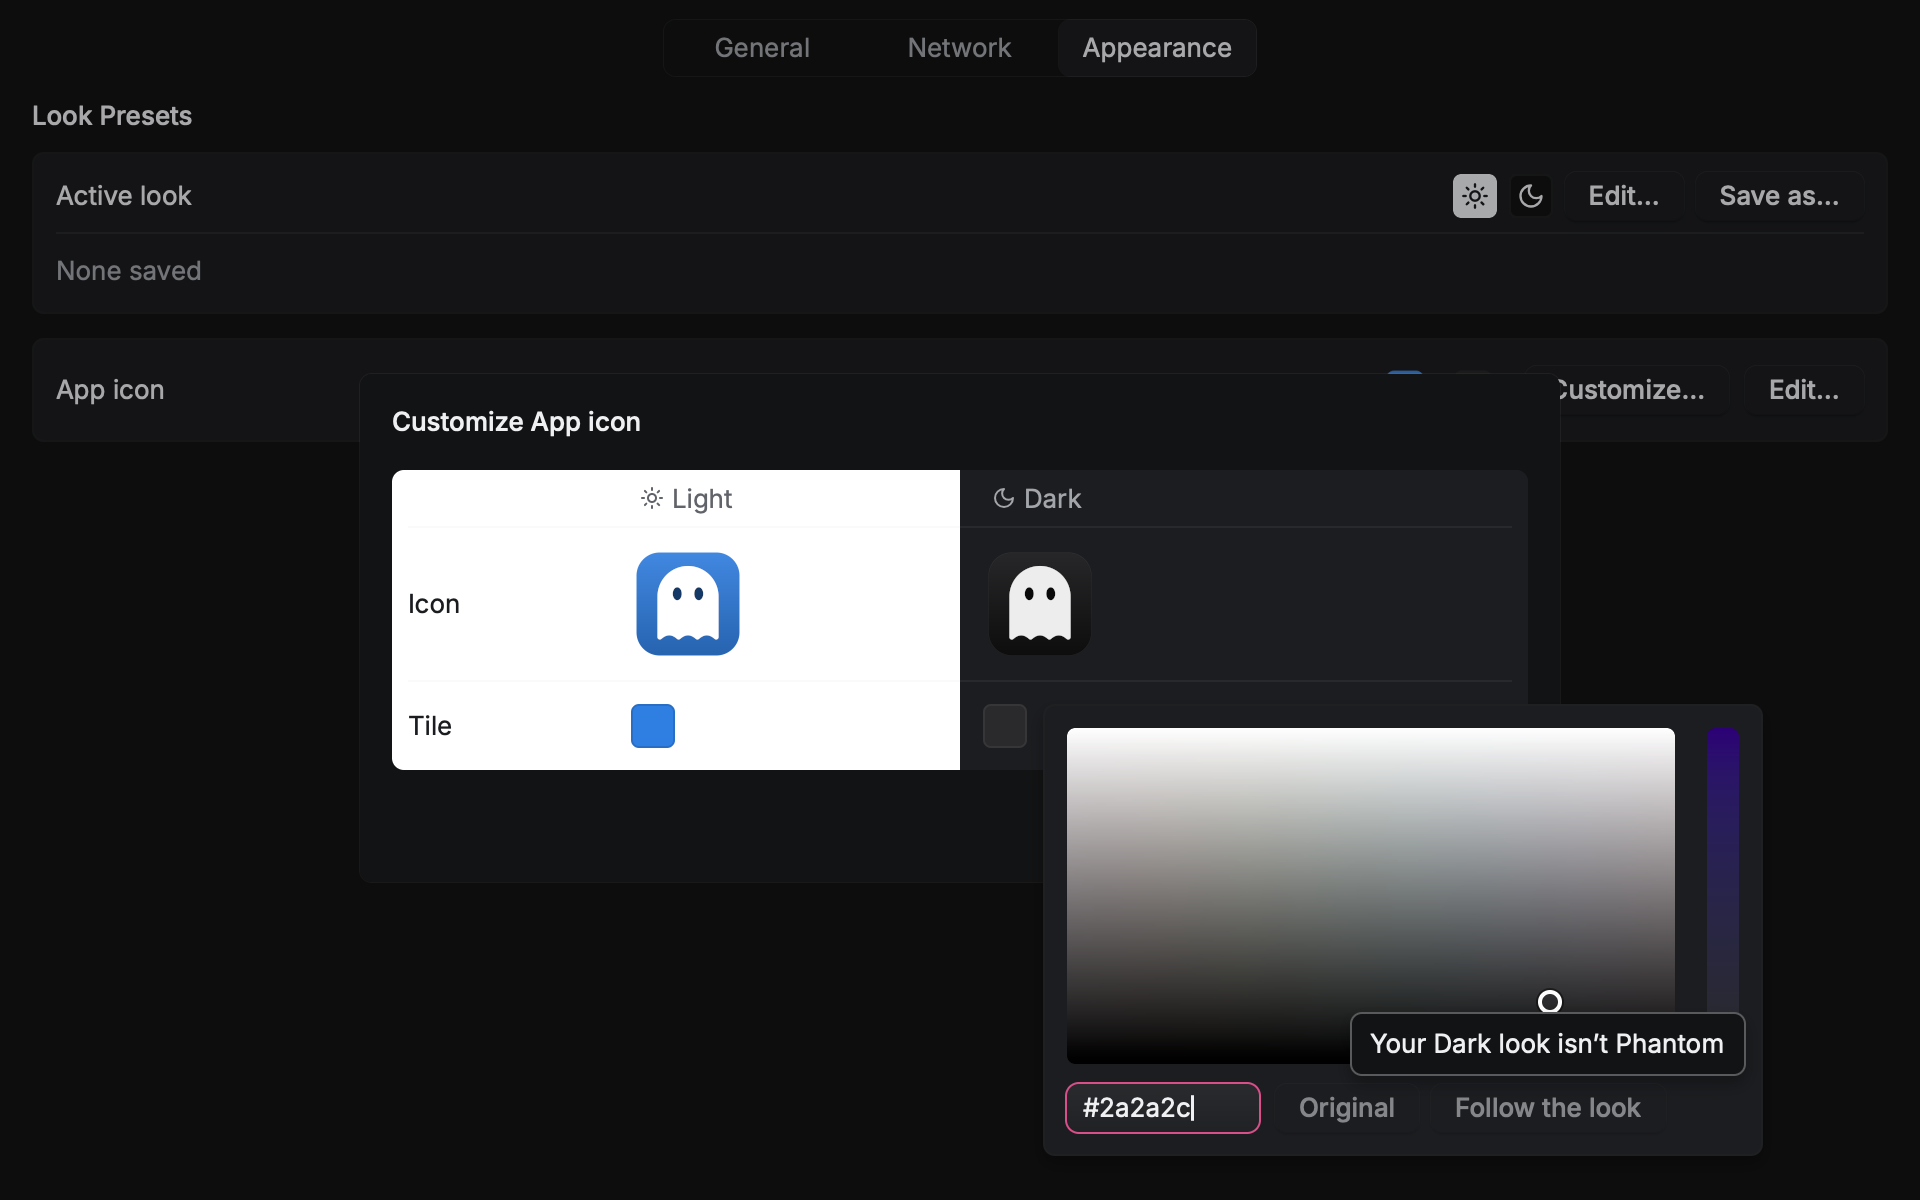 General
Network
Appearance
Look Presets
Active look
Edit...
Save as...
None saved
App icon
Customize...
Edit...
Customize App icon
Light
Dark
Icon
Tile
Your Dark look isn’t Phantom
#2a2a2c
Original
Follow the look